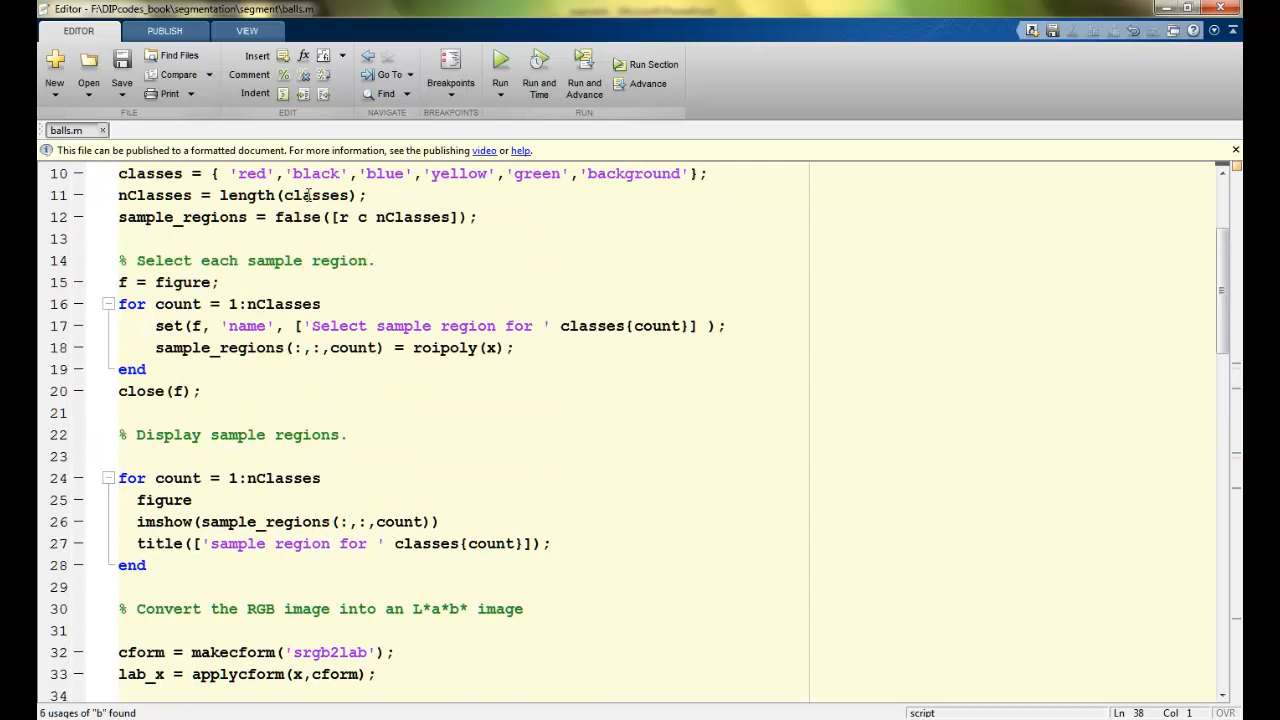 Editor - F:\DIPcodes_book\segmentation\segment\balls.m
EDITOR PUBLISH VIEW
New Open Save Find Files Compare Print
Insert Comment Indent
Go To Find
Breakpoints
Run Run and Time Run and Advance Run Section Advance
FILE EDIT NAVIGATE BREAKPOINTS RUN
balls.m
This file can be published to a formatted document. For more information, see the publishing video or help.
10 classes = { 'red','black','blue','yellow','green','background'};
11 nClasses = length(classes);
12 sample_regions = false([r c nClasses]);
13
14 % Select each sample region.
15 f = figure;
16 for count = 1:nClasses
17 set(f, 'name', ['Select sample region for ' classes{count}] );
18 sample_regions(:,:,count) = roipoly(x);
19 end
20 close(f);
21
22 % Display sample regions.
23
24 for count = 1:nClasses
25 figure
26 imshow(sample_regions(:,:,count))
27 title(['sample region for ' classes{count}]);
28 end
29
30 % Convert the RGB image into an L*a*b* image
31
32 cform = makecform('srgb2lab');
33 lab_x = applycform(x,cform);
34
6 usages of "b" found
script Ln 38 Col 1 OVR